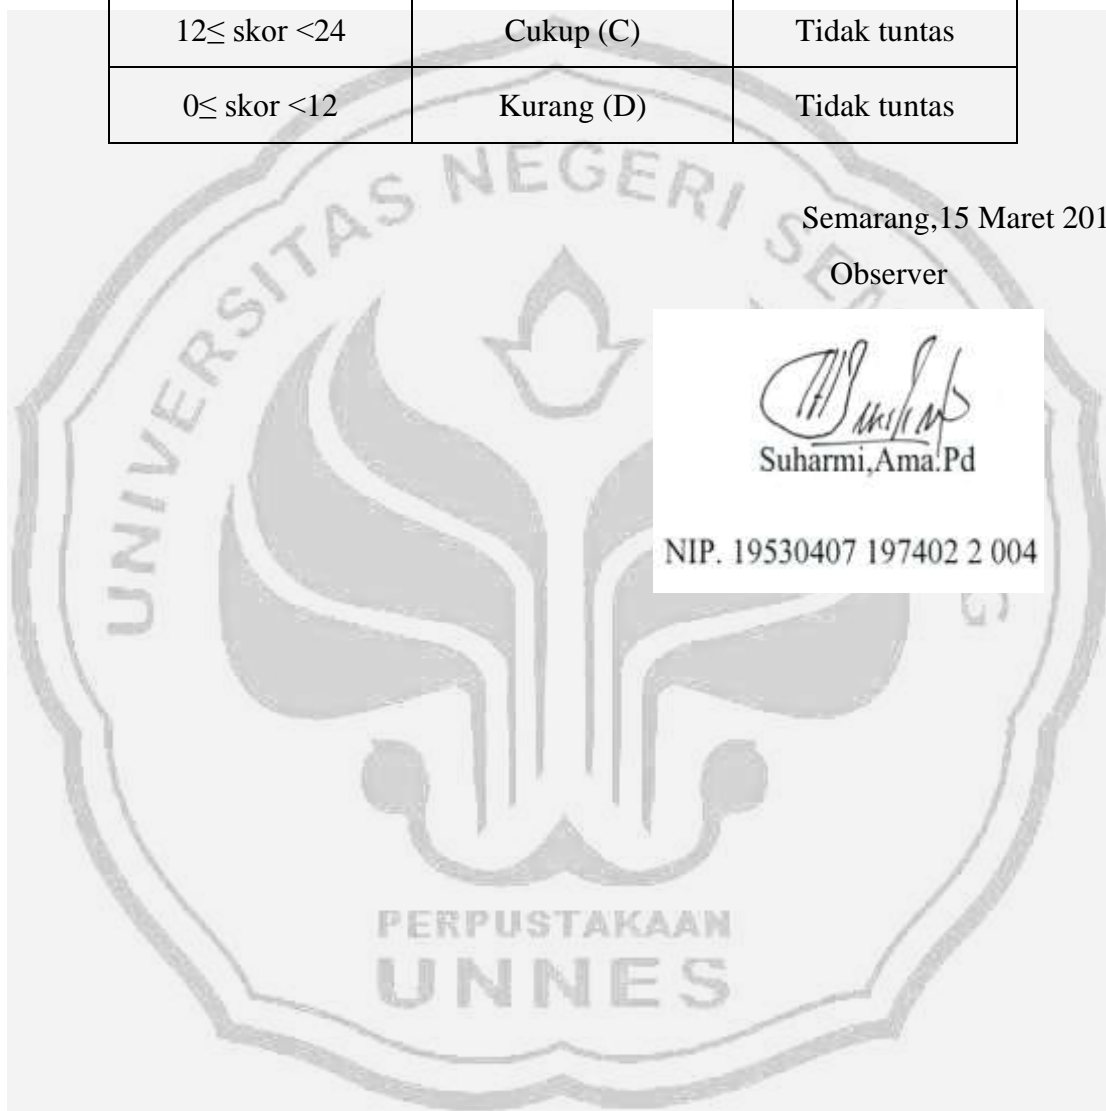 12≤ skor <24 Cukup (C) Tidak tuntas
0≤ skor <12 Kurang (D) Tidak tuntas
Semarang,15 Maret 201
Observer
Suharmi,Ama.Pd
NIP. 19530407 197402 2 004
UNIVERSITAS NEGERI SEMARANG
PERPUSTAKAAN
UNNES